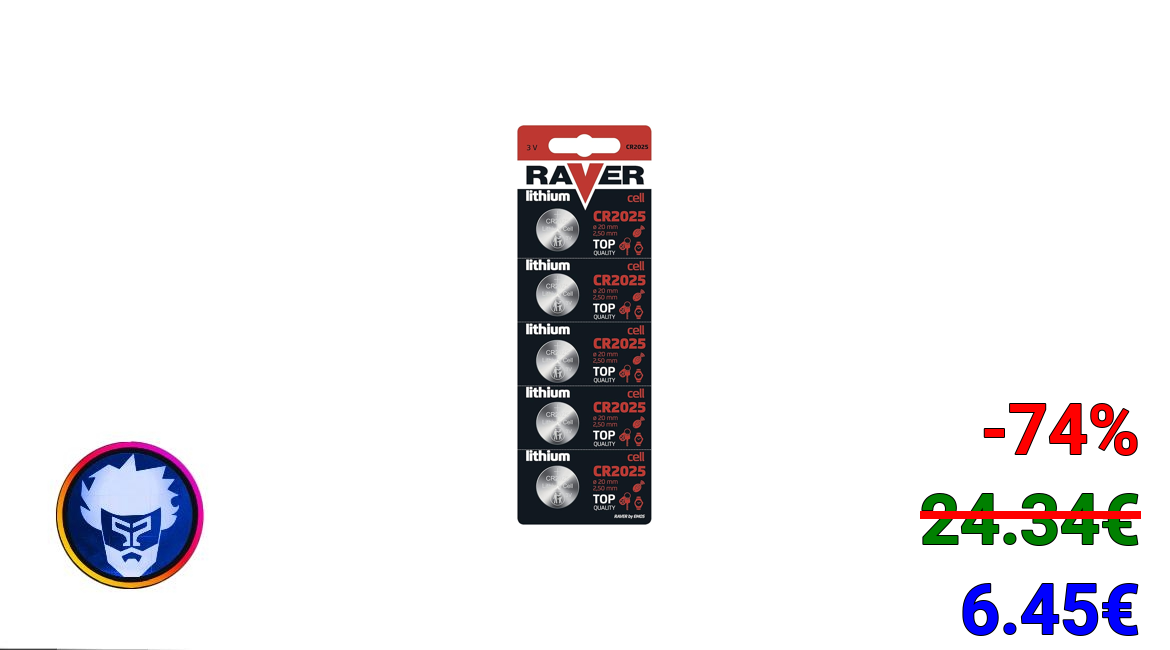 3 V CR2025
RAVER
lithium cell
CR2025
ø 20 mm
2,50 mm
TOP
QUALITY
lithium cell
CR2025
ø 20 mm
2,50 mm
TOP
QUALITY
lithium cell
CR2025
ø 20 mm
2,50 mm
TOP
QUALITY
lithium cell
CR2025
ø 20 mm
2,50 mm
TOP
QUALITY
lithium cell
CR2025
ø 20 mm
2,50 mm
TOP
QUALITY
RAVER by EMOS
-74%
24.34€
6.45€